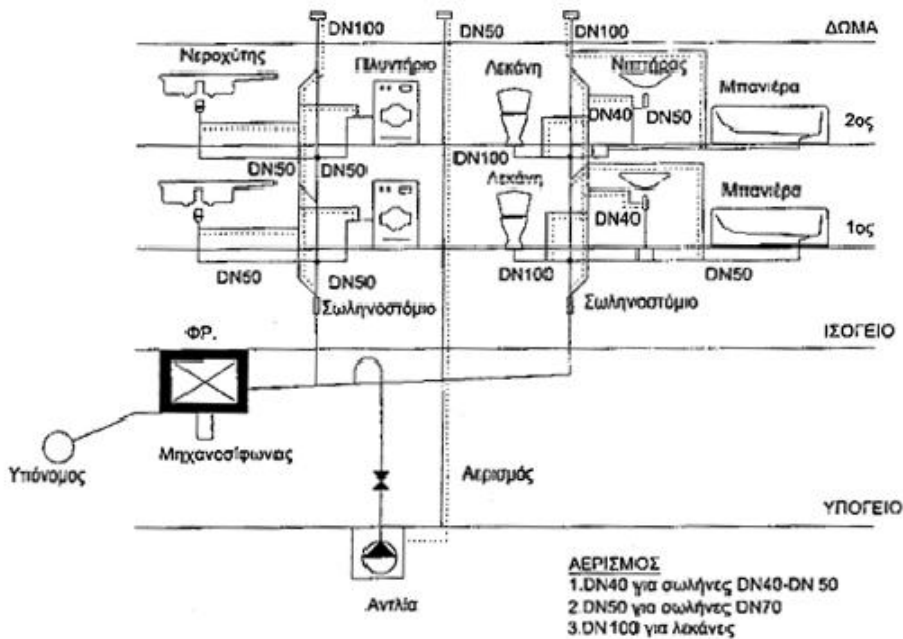 DN100
DN50
DN100
ΔΩΜΑ
Νεροχύτης
Πλυντήριο
Λεκάνη
Νιπτήρας
Μπανιέρα
DN40
DN50
2ος
DN50
DN50
DN100
Λεκάνη
Μπανιέρα
DN40
1ος
DN50
DN50
DN100
DN50
Σωληνοστόμιο
Σωληνοστόμιο
ΦΡ.
ΙΣΟΓΕΙΟ
Μηχανοσίφωνας
Υπόνομος
Αερισμός
ΥΠΟΓΕΙΟ
Αντλία
ΑΕΡΙΣΜΟΣ
1.DN40 για σωλήνες DN40-DN 50
2.DN50 για σωλήνες DN70
3.DN100 για λεκάνες